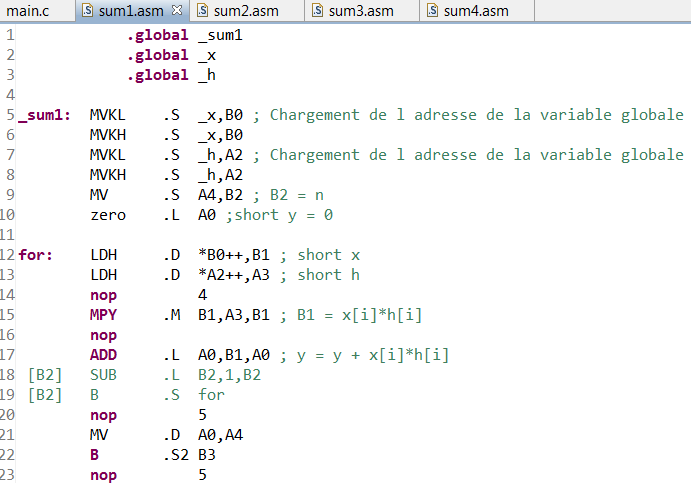 main.c sum1.asm sum2.asm sum3.asm sum4.asm
1 .global _sum1
2 .global _x
3 .global _h
4
5 _sum1: MVKL .S _x,B0 ; Chargement de l adresse de la variable globale
6 MVKH .S _x,B0
7 MVKL .S _h,A2 ; Chargement de l adresse de la variable globale
8 MVKH .S _h,A2
9 MV .S A4,B2 ; B2 = n
10 zero .L A0 ;short y = 0
11
12 for: LDH .D *B0++,B1 ; short x
13 LDH .D *A2++,A3 ; short h
14 nop 4
15 MPY .M B1,A3,B1 ; B1 = x[i]*h[i]
16 nop
17 ADD .L A0,B1,A0 ; y = y + x[i]*h[i]
18 [B2] SUB .L B2,1,B2
19 [B2] B .S for
20 nop 5
21 MV .D A0,A4
22 B .S2 B3
23 nop 5